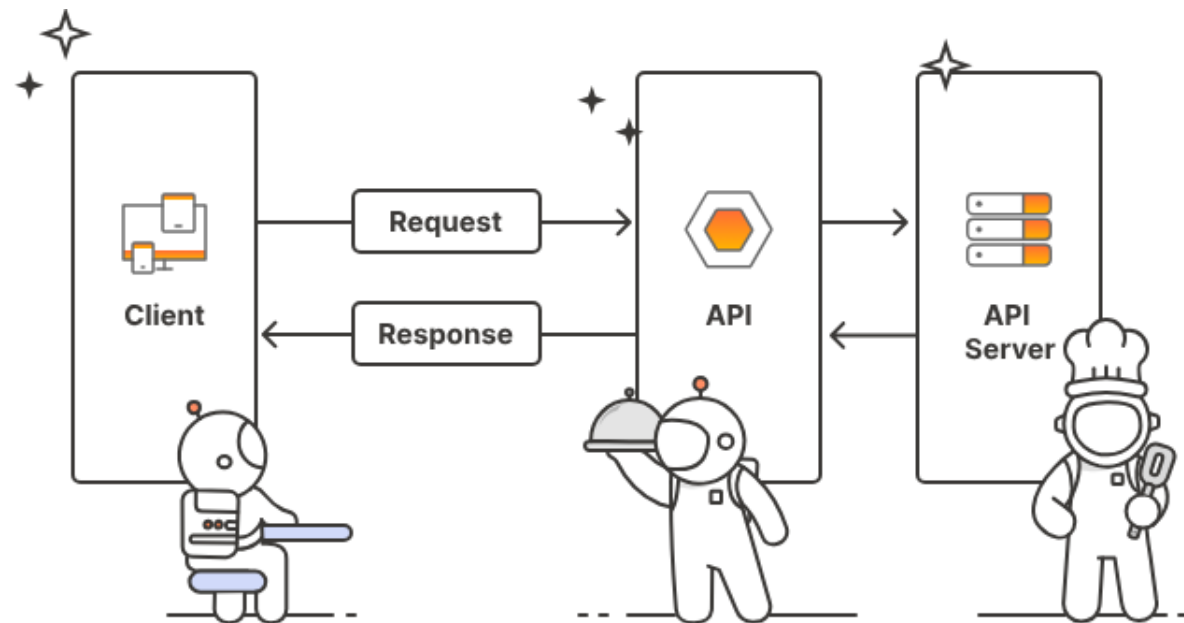 Request
Response
Client
API
API
Server